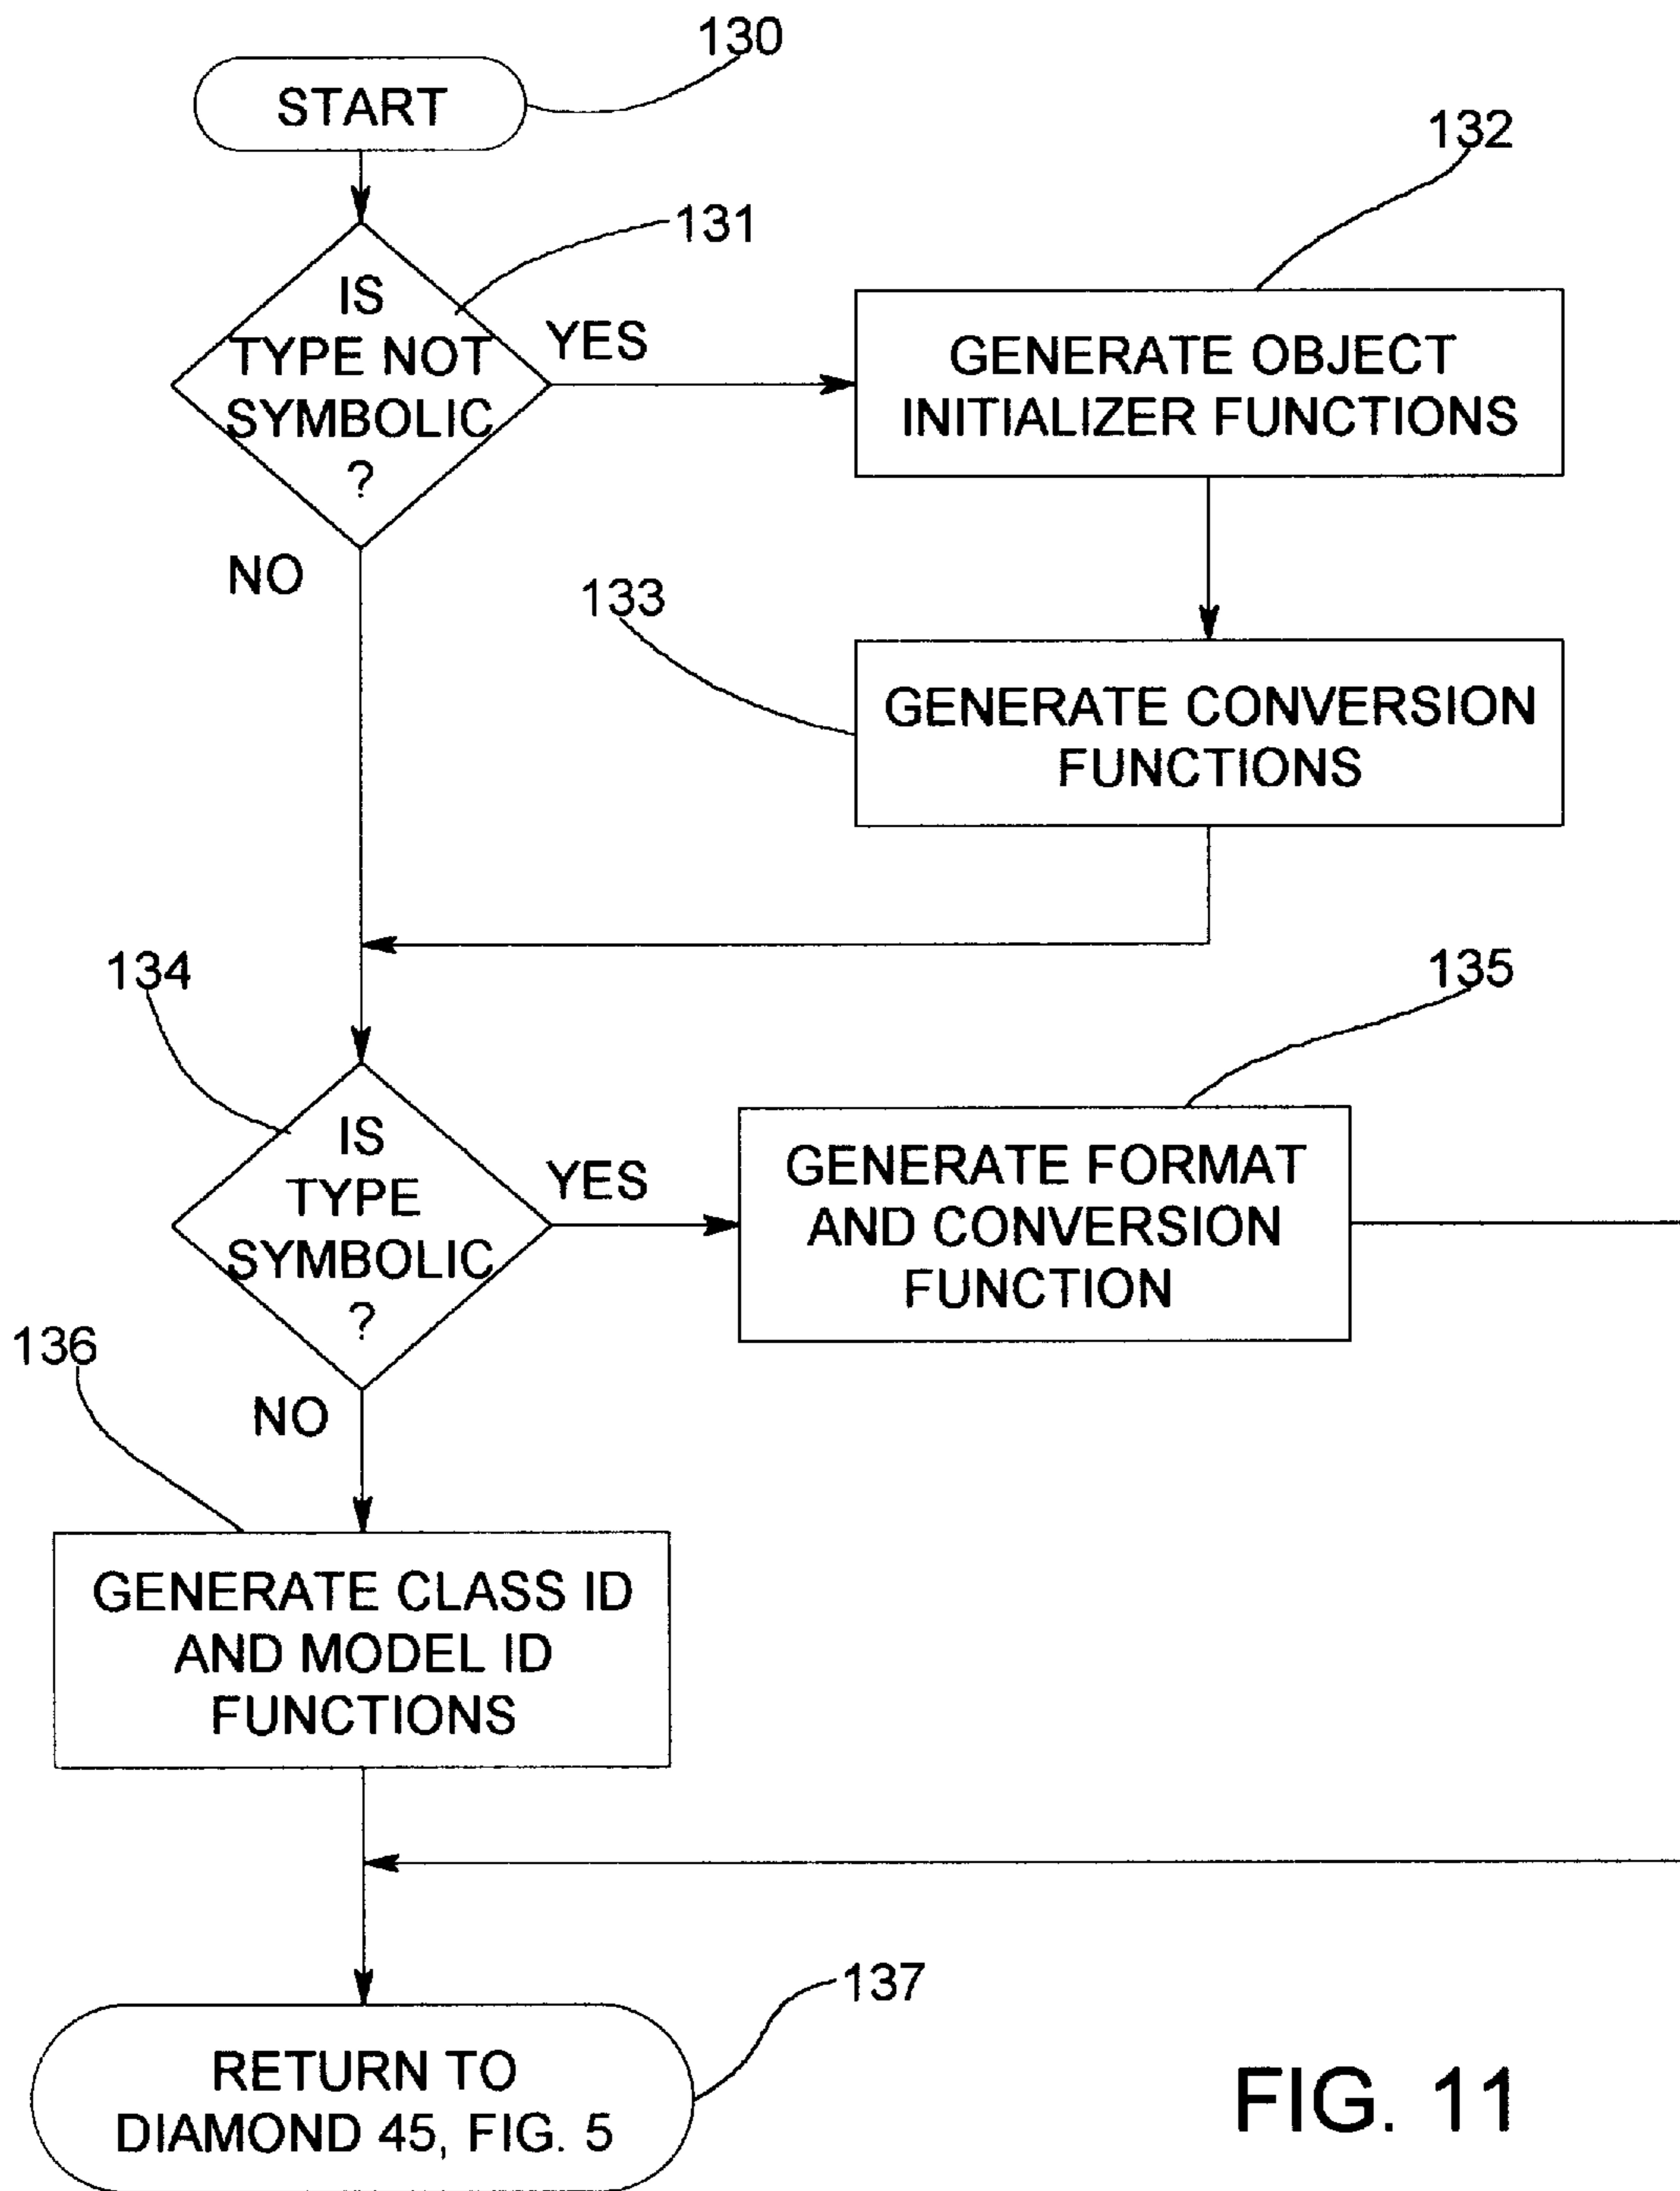 130
START
132
131
IS
TYPE NOT
SYMBOLIC
?
YES
GENERATE OBJECT
INITIALIZER FUNCTIONS
NO
133
GENERATE CONVERSION
FUNCTIONS
134
135
IS
TYPE
SYMBOLIC
?
YES
GENERATE FORMAT
AND CONVERSION
FUNCTION
136
NO
GENERATE CLASS ID
AND MODEL ID
FUNCTIONS
137
RETURN TO
DIAMOND 45, FIG. 5
FIG. 11